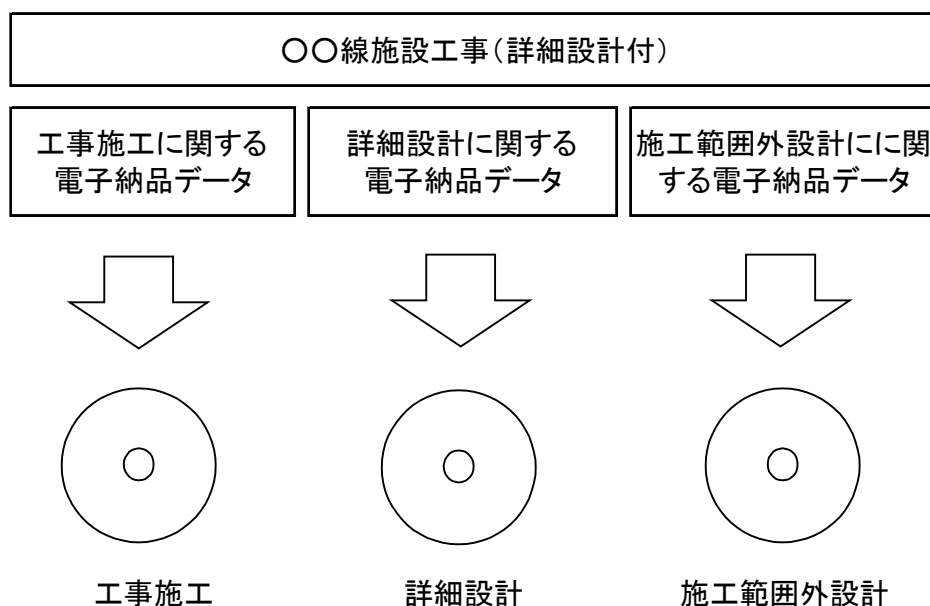 〇〇線施設工事(詳細設計付)
工事施工に関する
電子納品データ
詳細設計に関する
電子納品データ
施工範囲外設計にに関
する電子納品データ
工事施工
詳細設計
施工範囲外設計